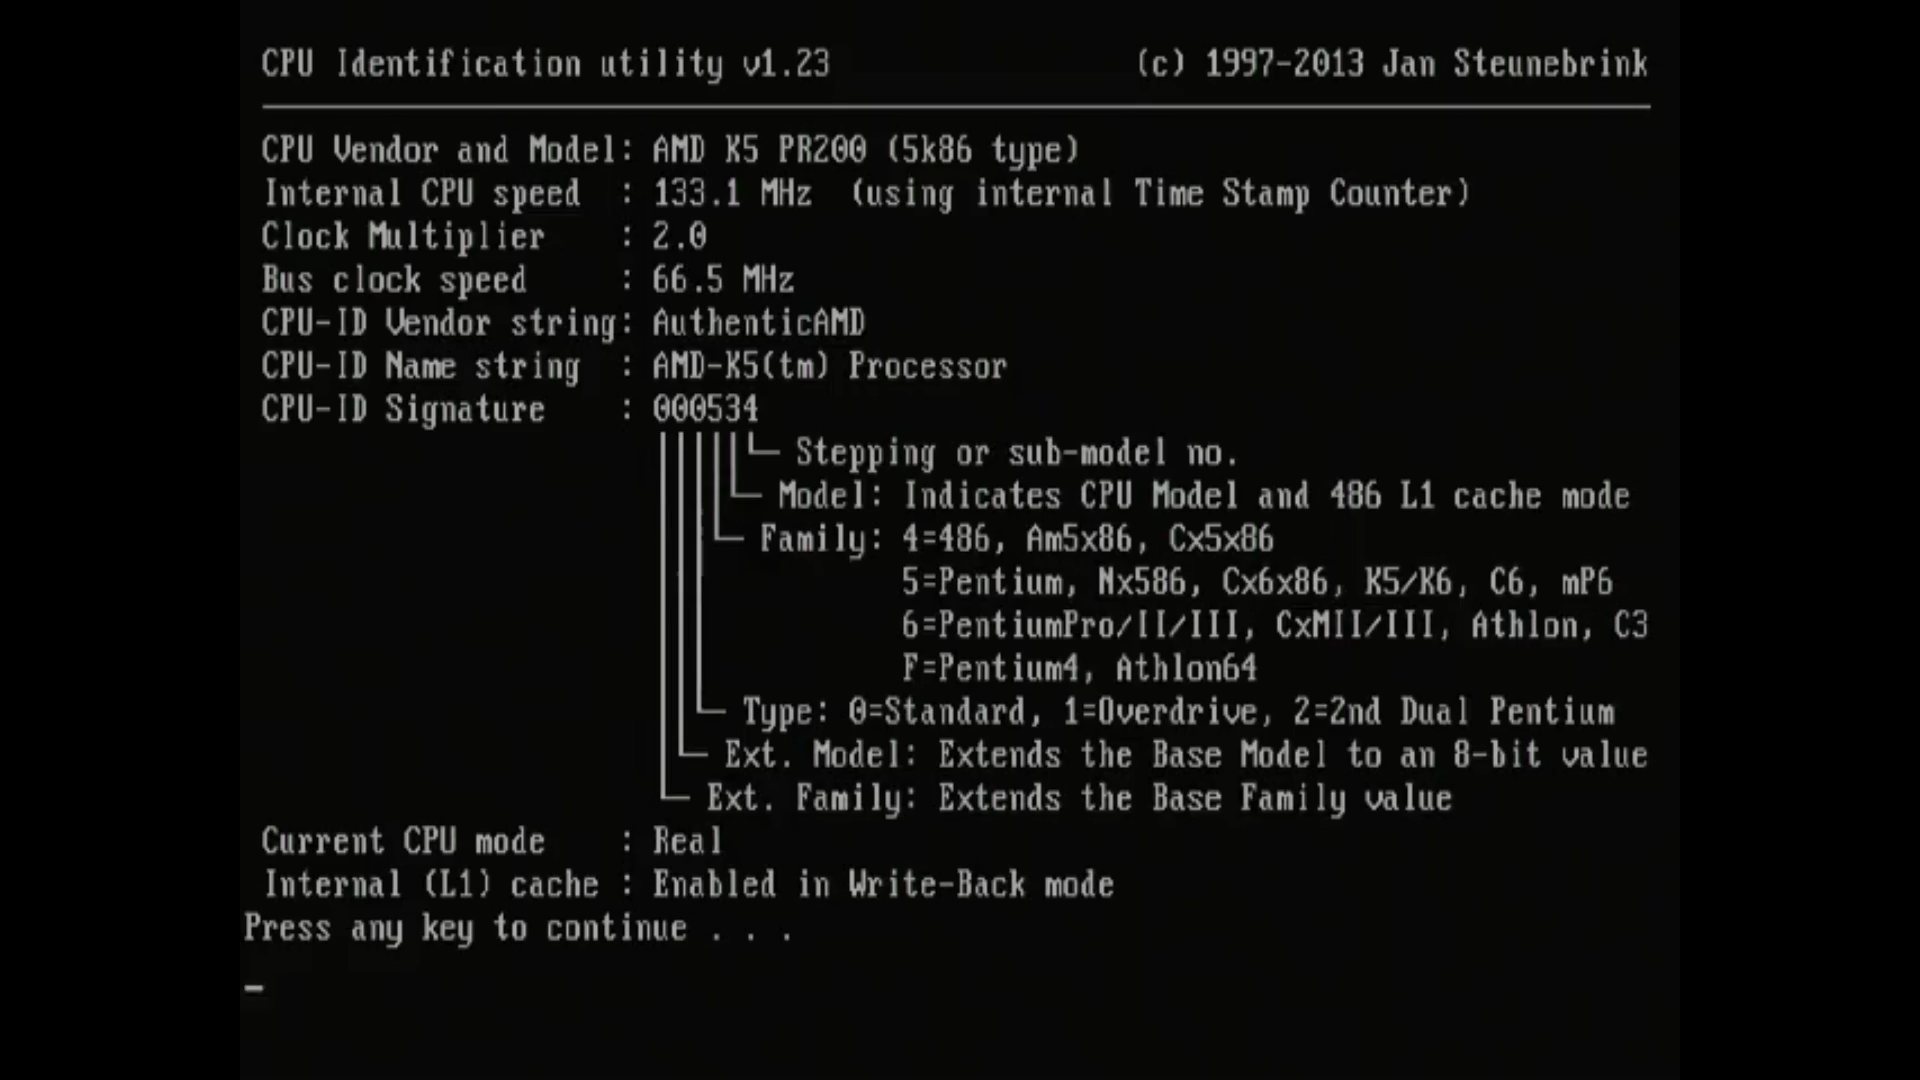 CPU Identification utility v1.23 (c) 1997-2013 Jan Steunebrink
CPU Vendor and Model: AMD K5 PR200 (5k86 type)
Internal CPU speed : 133.1 MHz (using internal Time Stamp Counter)
Clock Multiplier : 2.0
Bus clock speed : 66.5 MHz
CPU-ID Vendor string: AuthenticAMD
CPU-ID Name string : AMD-K5(tm) Processor
CPU-ID Signature : 000534
Stepping or sub-model no.
Model: Indicates CPU Model and 486 L1 cache mode
Family: 4=486, Am5x86, Cx5x86
5=Pentium, Nx586, Cx6x86, K5/K6, C6, mP6
6=PentiumPro/II/III, CxMII/III, Athlon, C3
F=Pentium4, Athlon64
Type: 0=Standard, 1=Overdrive, 2=2nd Dual Pentium
Ext. Model: Extends the Base Model to an 8-bit value
Ext. Family: Extends the Base Family value
Current CPU mode : Real
Internal (L1) cache : Enabled in Write-Back mode
Press any key to continue . . .